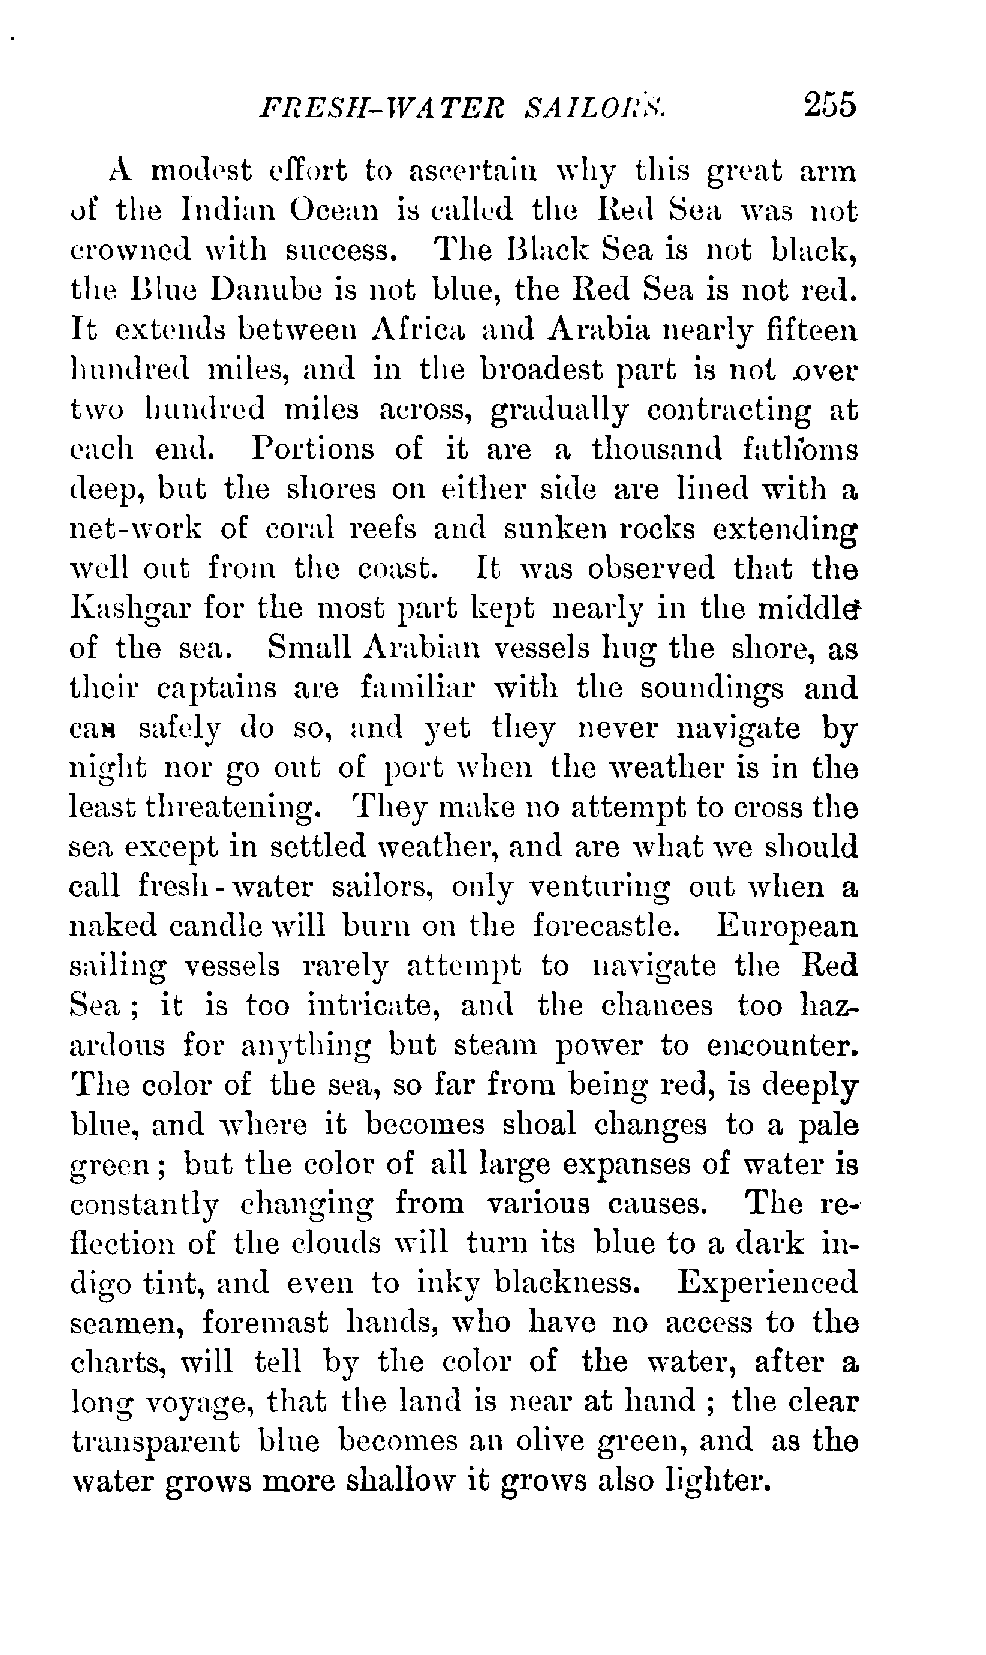 FRESH-WATER SAILORS. 255
A modest effort to ascertain why this great arm
of the Indian Ocean is called the Red Sea was not
crowned with success. The Black Sea is not black,
the Blue Danube is not blue, the Red Sea is not red.
It extends between Africa and Arabia nearly fifteen
hundred miles, and in the broadest part is not over
two hundred miles across, gradually contracting at
each end. Portions of it are a thousand fathoms
deep, but the shores on either side are lined with a
net-work of coral reefs and sunken rocks extending
well out from the coast. It was observed that the
Kashgar for the most part kept nearly in the middle
of the sea. Small Arabian vessels hug the shore, as
their captains are familiar with the soundings and
can safely do so, and yet they never navigate by
night nor go out of port when the weather is in the
least threatening. They make no attempt to cross the
sea except in settled weather, and are what we should
call fresh-water sailors, only venturing out when a
naked candle will burn on the forecastle. European
sailing vessels rarely attempt to navigate the Red
Sea ; it is too intricate, and the chances too haz-
ardous for anything but steam power to encounter.
The color of the sea, so far from being red, is deeply
blue, and where it becomes shoal changes to a pale
green ; but the color of all large expanses of water is
constantly changing from various causes. The re-
flection of the clouds will turn its blue to a dark in-
digo tint, and even to inky blackness. Experienced
seamen, foremast hands, who have no access to the
charts, will tell by the color of the water, after a
long voyage, that the land is near at hand ; the clear
transparent blue becomes an olive green, and as the
water grows more shallow it grows also lighter.